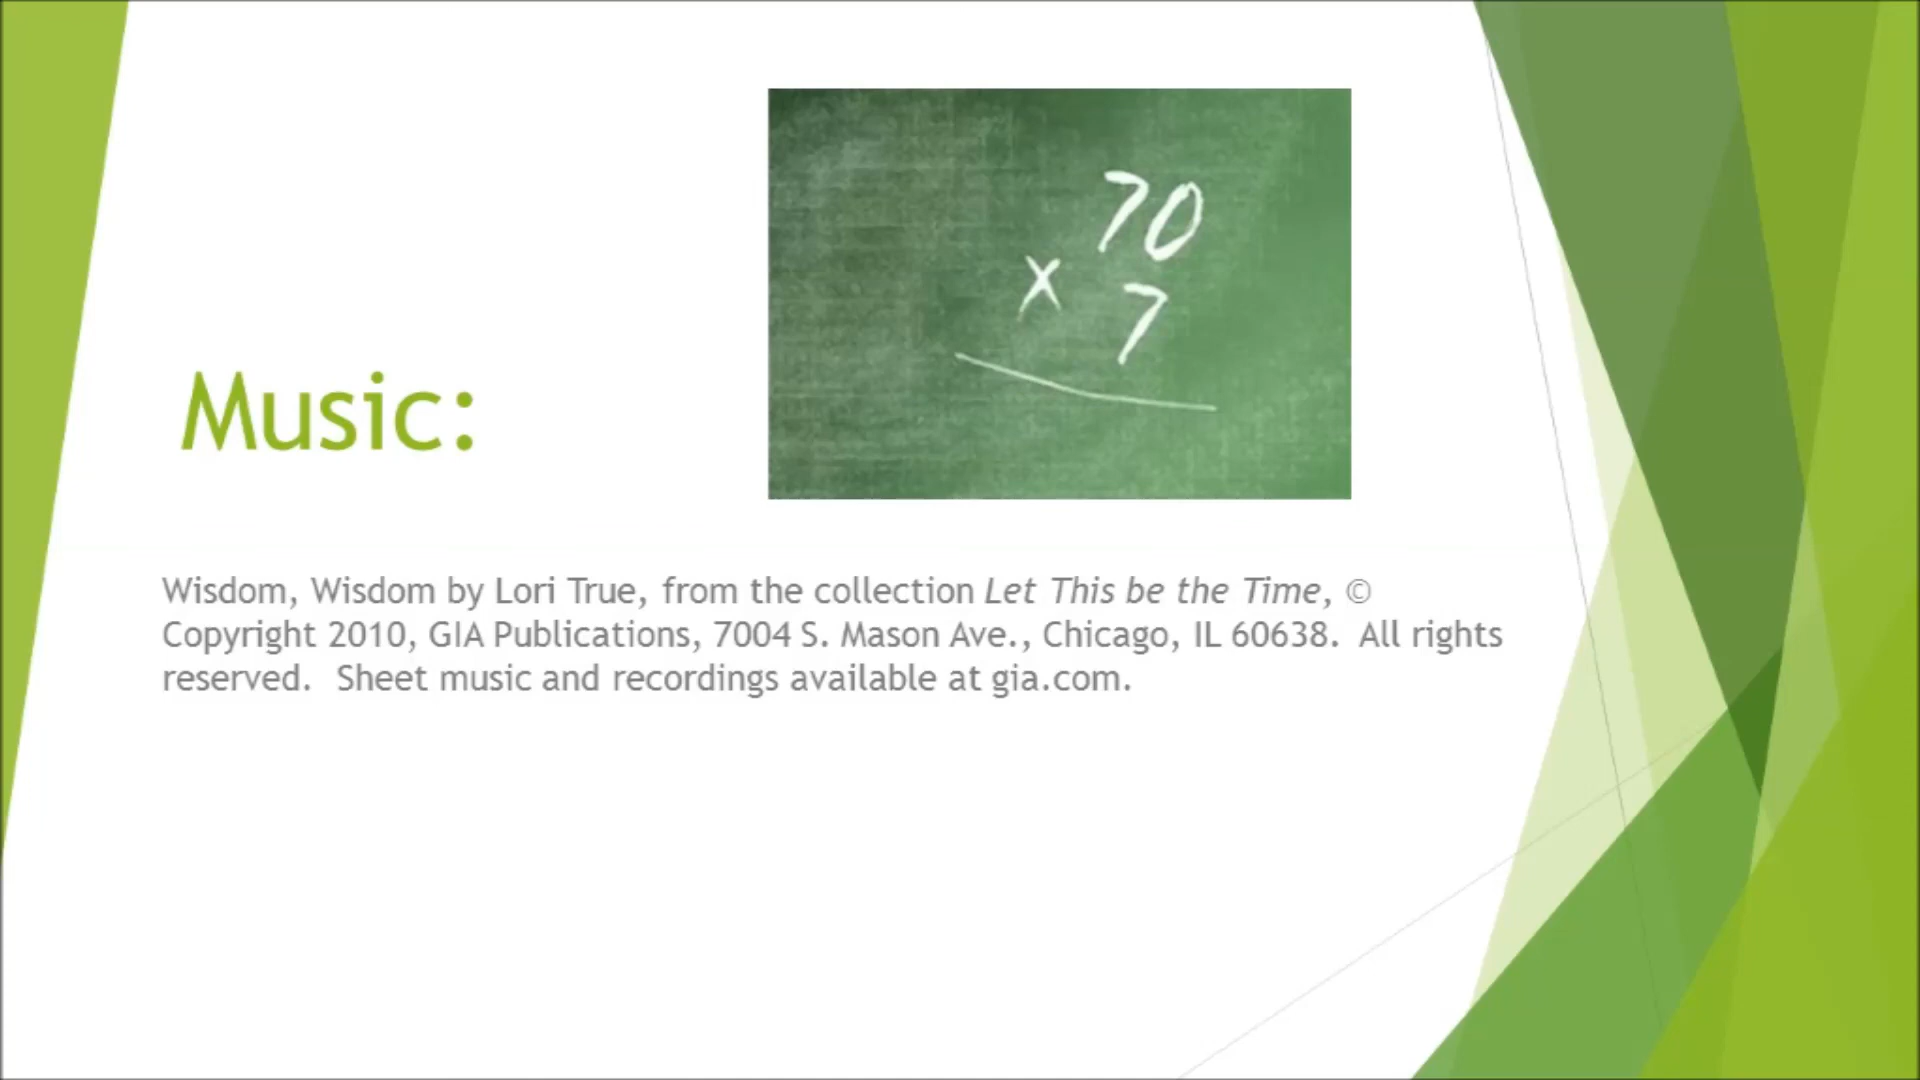 70
x 7
Music:
Wisdom, Wisdom by Lori True, from the collection Let This be the Time, ©
Copyright 2010, GIA Publications, 7004 S. Mason Ave., Chicago, IL 60638.  All rights
reserved.  Sheet music and recordings available at gia.com.